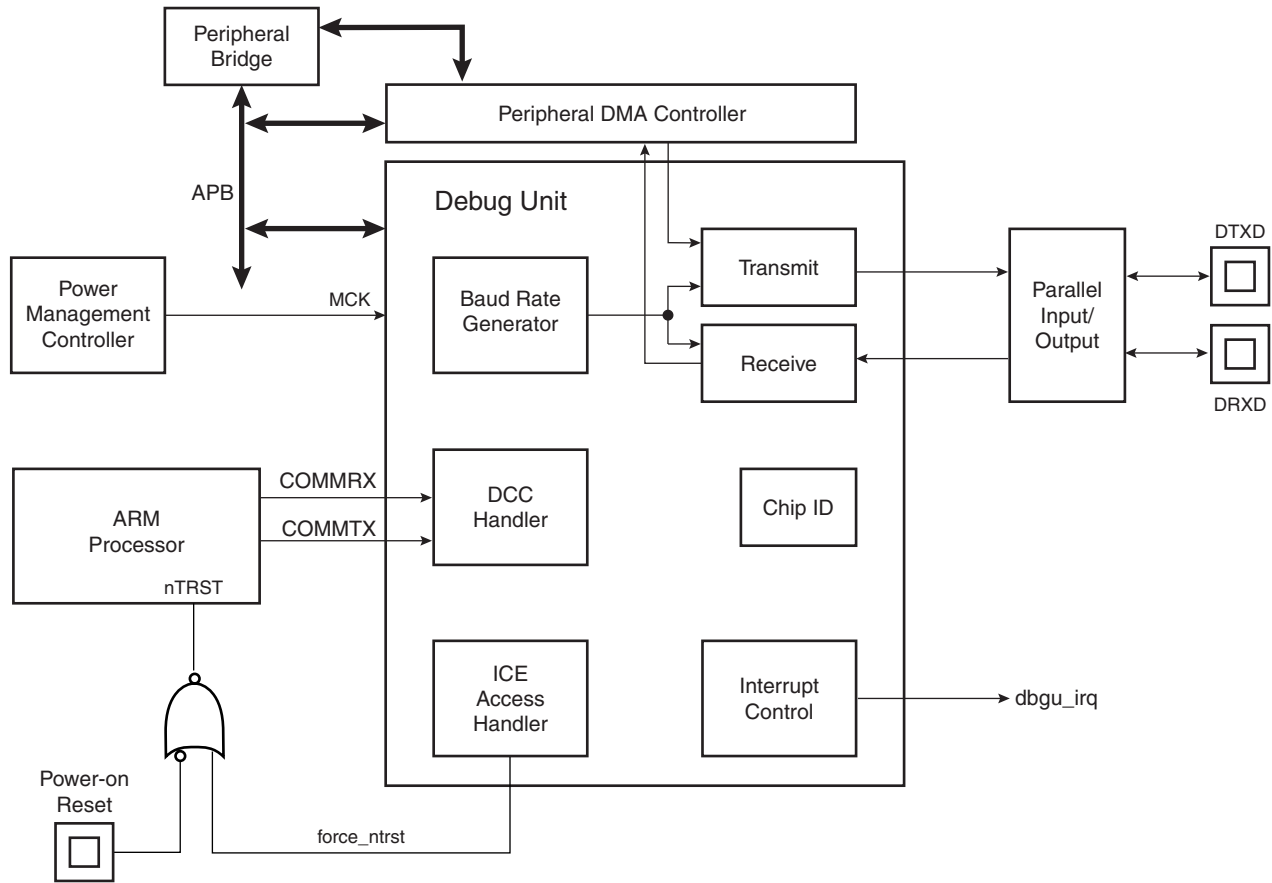 Peripheral
Bridge
Peripheral DMA Controller
APB
Debug Unit
Transmit
DTXD
Power
Management
Controller
MCK
Baud Rate
Generator
Parallel
Input/
Output
Receive
DRXD
COMMRX
ARM
Processor
COMMTX
DCC
Handler
Chip ID
nTRST
ICE
Access
Handler
Interrupt
Control
dbgu_irq
Power-on
Reset
force_ntrst